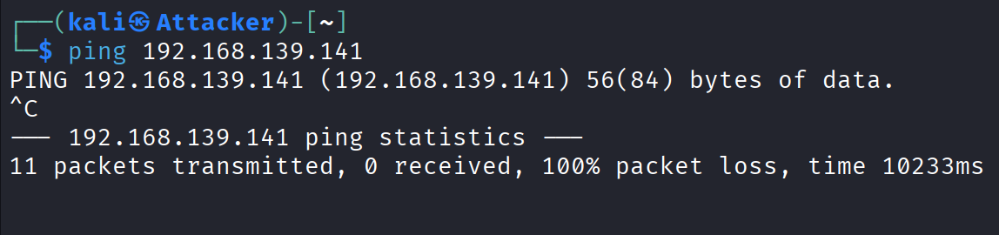 ┌──(kali㉿Attacker)-[~]
└─$ ping 192.168.139.141
PING 192.168.139.141 (192.168.139.141) 56(84) bytes of data.
^C
--- 192.168.139.141 ping statistics ---
11 packets transmitted, 0 received, 100% packet loss, time 10233ms